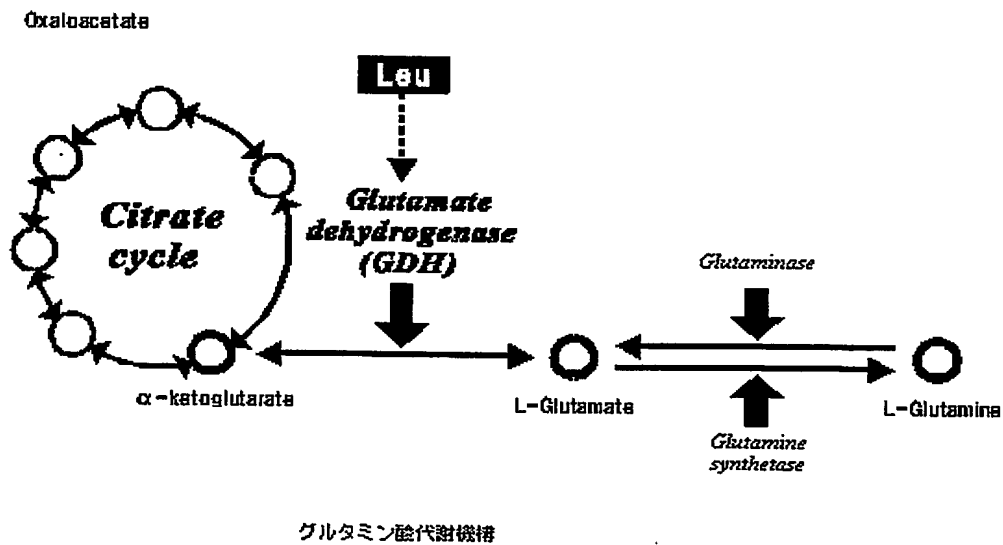 Oxaloacetate
Leu
Citrate
cycle
Glutamate
dehydrogenase
(GDH)
Glutaminase
α-ketoglutarate
L-Glutamate
L-Glutamine
Glutamine
synthetase
グルタミン酸代謝機構